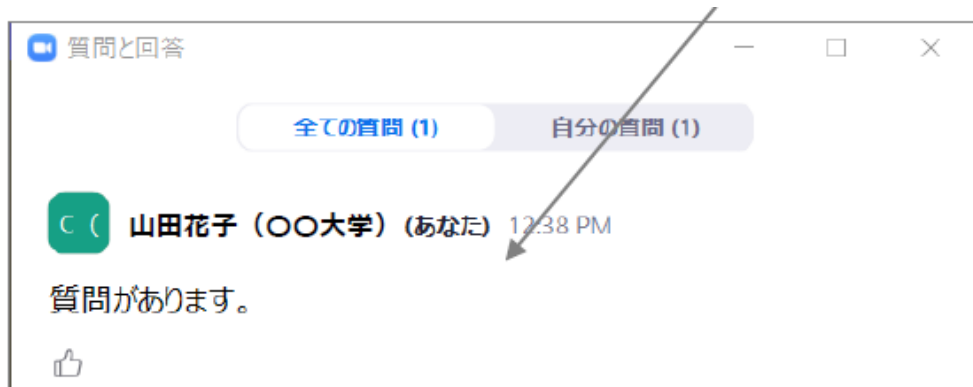 質問と回答
全ての質問 (1) 自分の質問 (1)
C ( 山田花子（〇〇大学）(あなた) 12:38 PM
質問があります。